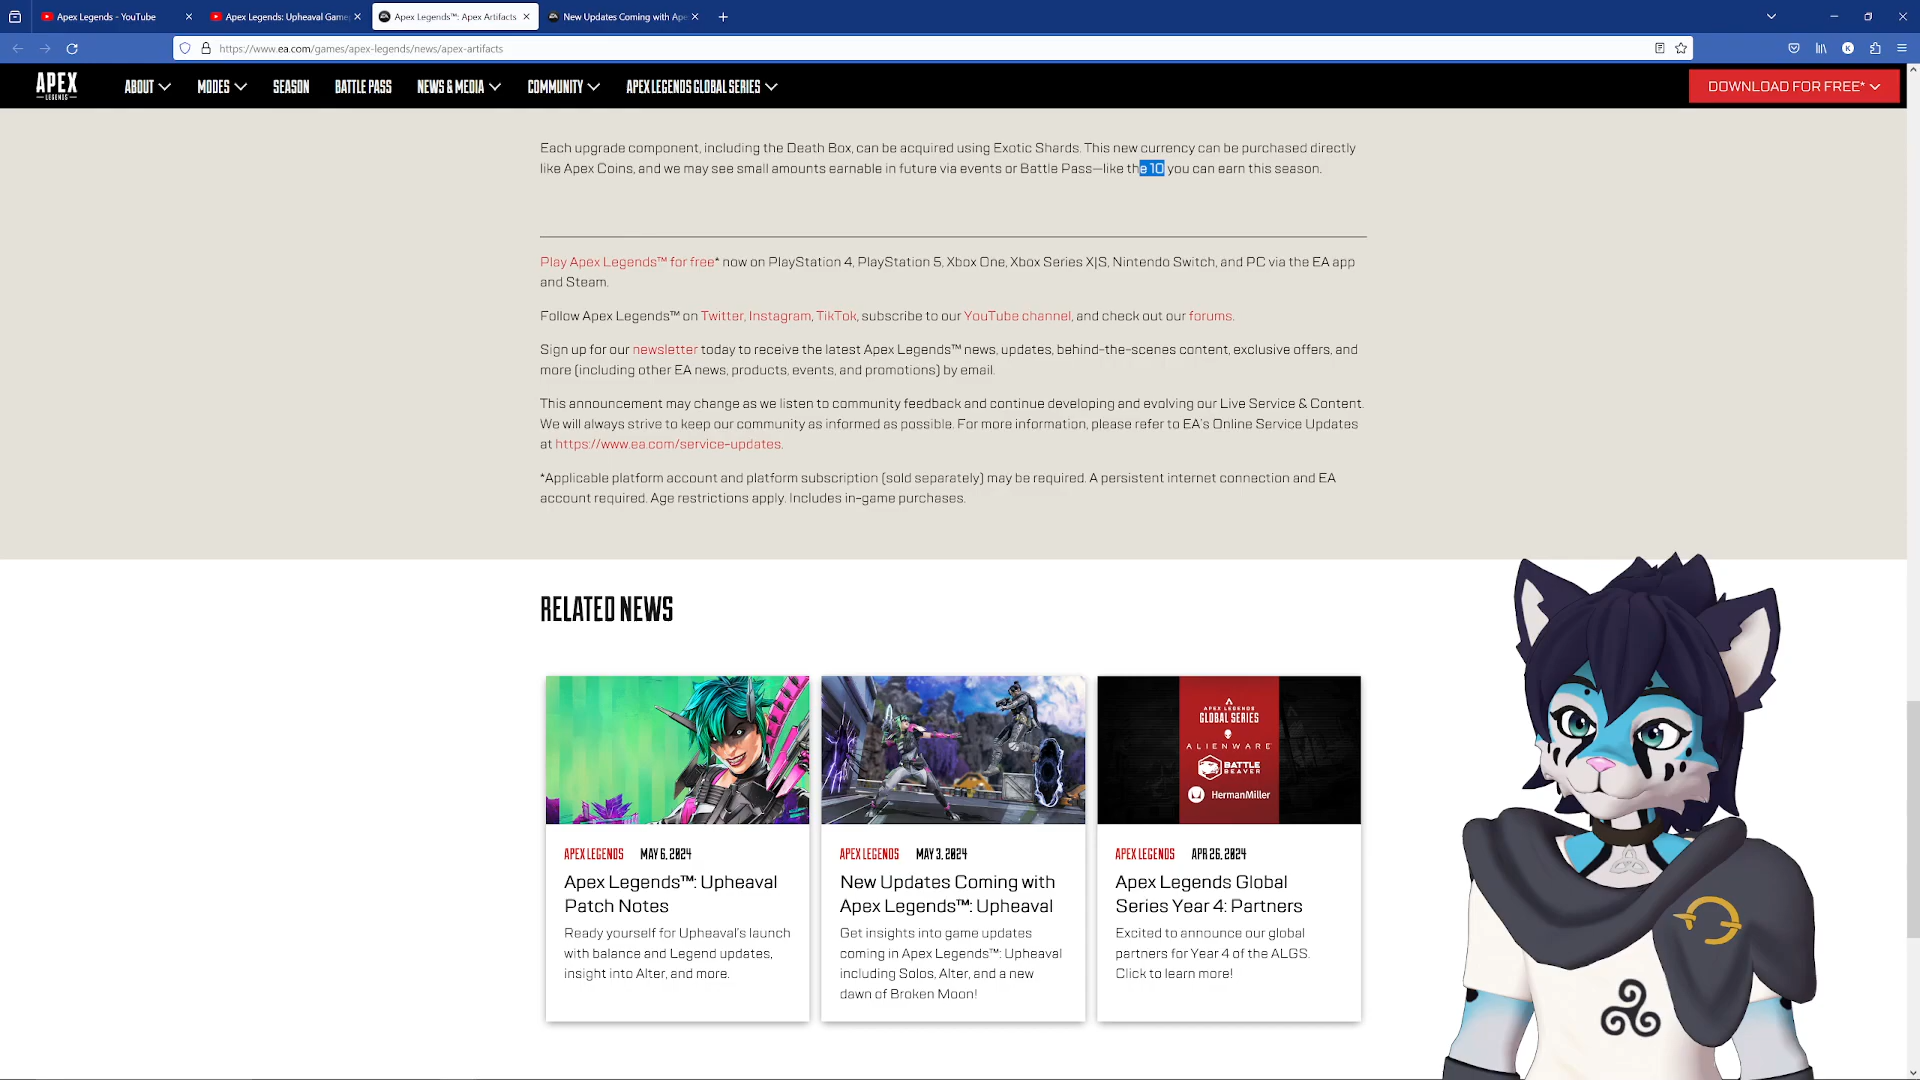 Apex Legends - YouTube
Apex Legends: Upheaval Game
Apex Legends™: Apex Artifacts
New Updates Coming with Ape
https://www.ea.com/games/apex-legends/news/apex-artifacts
APEX
LEGENDS
ABOUT
MODES
SEASON
BATTLE PASS
NEWS & MEDIA
COMMUNITY
APEX LEGENDS GLOBAL SERIES
DOWNLOAD FOR FREE*
Each upgrade component, including the Death Box, can be acquired using Exotic Shards. This new currency can be purchased directly
like Apex Coins, and we may see small amounts earnable in future via events or Battle Pass—like the 10 you can earn this season.
Play Apex Legends™ for free* now on PlayStation 4, PlayStation 5, Xbox One, Xbox Series X|S, Nintendo Switch, and PC via the EA app
and Steam.
Follow Apex Legends™ on Twitter, Instagram, TikTok, subscribe to our YouTube channel, and check out our forums.
Sign up for our newsletter today to receive the latest Apex Legends™ news, updates, behind-the-scenes content, exclusive offers, and
more (including other EA news, products, events, and promotions) by email.
This announcement may change as we listen to community feedback and continue developing and evolving our Live Service & Content.
We will always strive to keep our community as informed as possible. For more information, please refer to EA's Online Service Updates
at https://www.ea.com/service-updates.
*Applicable platform account and platform subscription (sold separately) may be required. A persistent internet connection and EA
account required. Age restrictions apply. Includes in-game purchases.
RELATED NEWS
APEX LEGENDS
GLOBAL SERIES
ALIENWARE
BATTLE
BEAVER
HermanMiller
APEX LEGENDS MAY 6, 2024
Apex Legends™: Upheaval
Patch Notes
Ready yourself for Upheaval's launch
with balance and Legend updates,
insight into Alter, and more.
APEX LEGENDS MAY 3, 2024
New Updates Coming with
Apex Legends™: Upheaval
Get insights into game updates
coming in Apex Legends™: Upheaval
including Solos, Alter, and a new
dawn of Broken Moon!
APEX LEGENDS APR 26, 2024
Apex Legends Global
Series Year 4: Partners
Excited to announce our global
partners for Year 4 of the ALGS.
Click to learn more!